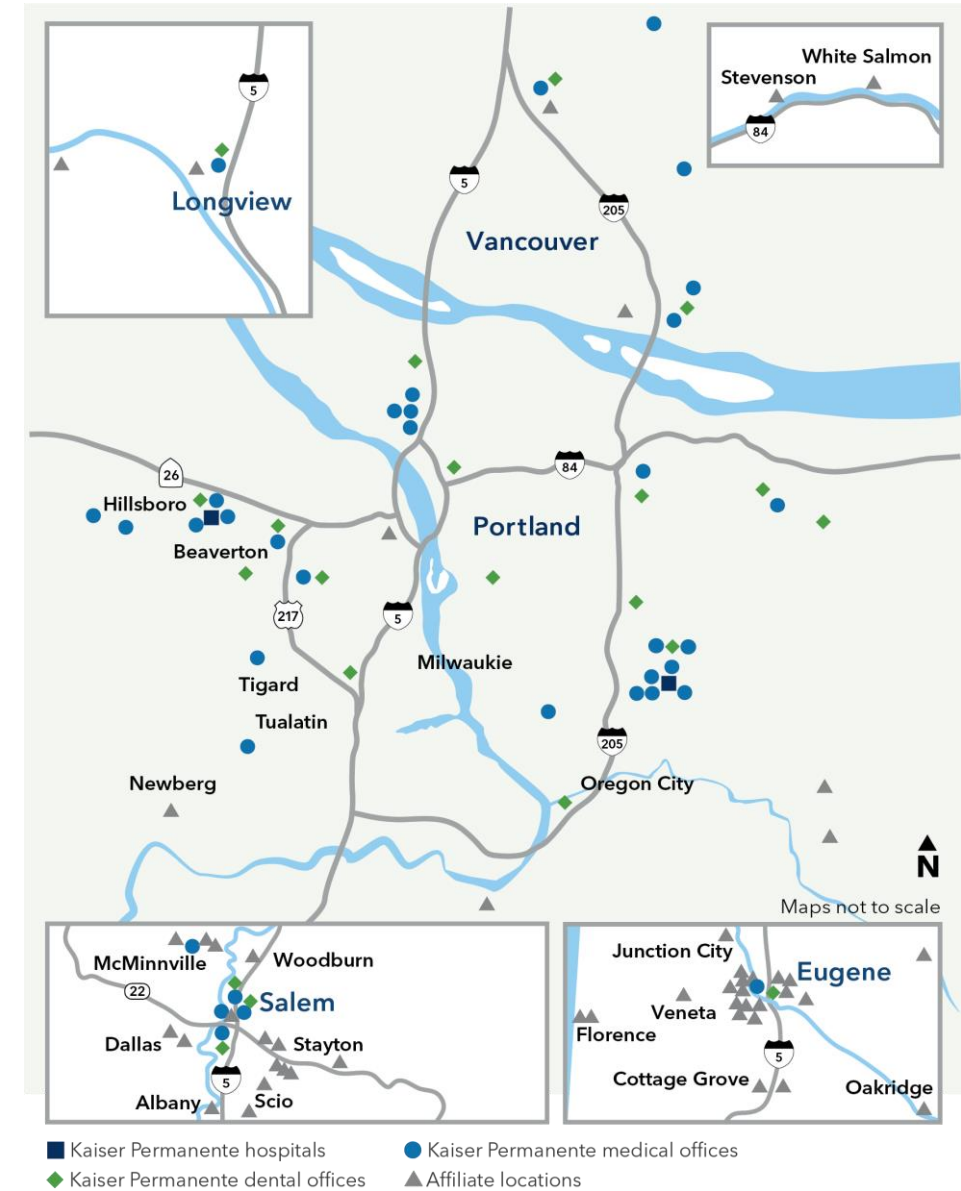 White Salmon
Stevenson
84
5
Longview
5
205
Vancouver
26
84
Hillsboro
Portland
Beaverton
217
5
Milwaukie
Tigard
Tualatin
205
Newberg
Oregon City
N
Maps not to scale
McMinnville
Woodburn
22
Salem
Dallas
Stayton
5
Albany
Scio
Junction City
Eugene
Veneta
Florence
5
Cottage Grove
Oakridge
Kaiser Permanente hospitals
Kaiser Permanente medical offices
Kaiser Permanente dental offices
Affiliate locations